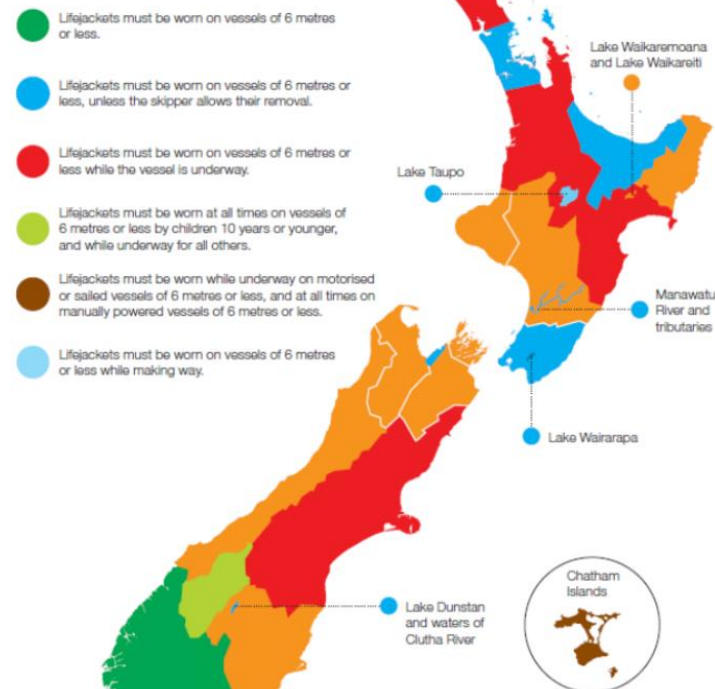 Lifejackets must be worn on vessels of 6 metres
or less.
Lifejackets must be worn on vessels of 6 metres or
less, unless the skipper allows their removal.
Lifejackets must be worn on vessels of 6 metres or
less while the vessel is underway.
Lifejackets must be worn at all times on vessels of
6 metres or less by children 10 years or younger,
and while underway for all others.
Lifejackets must be worn while underway on motorised
or sailed vessels of 6 metres or less, and at all times on
manually powered vessels of 6 metres or less.
Lifejackets must be worn on vessels of 6 metres
or less while making way.
Lake Waikaremoana
and Lake Waikareiti
Lake Taupo
Manawatu
River and
tributaries
Lake Wairarapa
Lake Dunstan
and waters of
Clutha River
Chatham
Islands